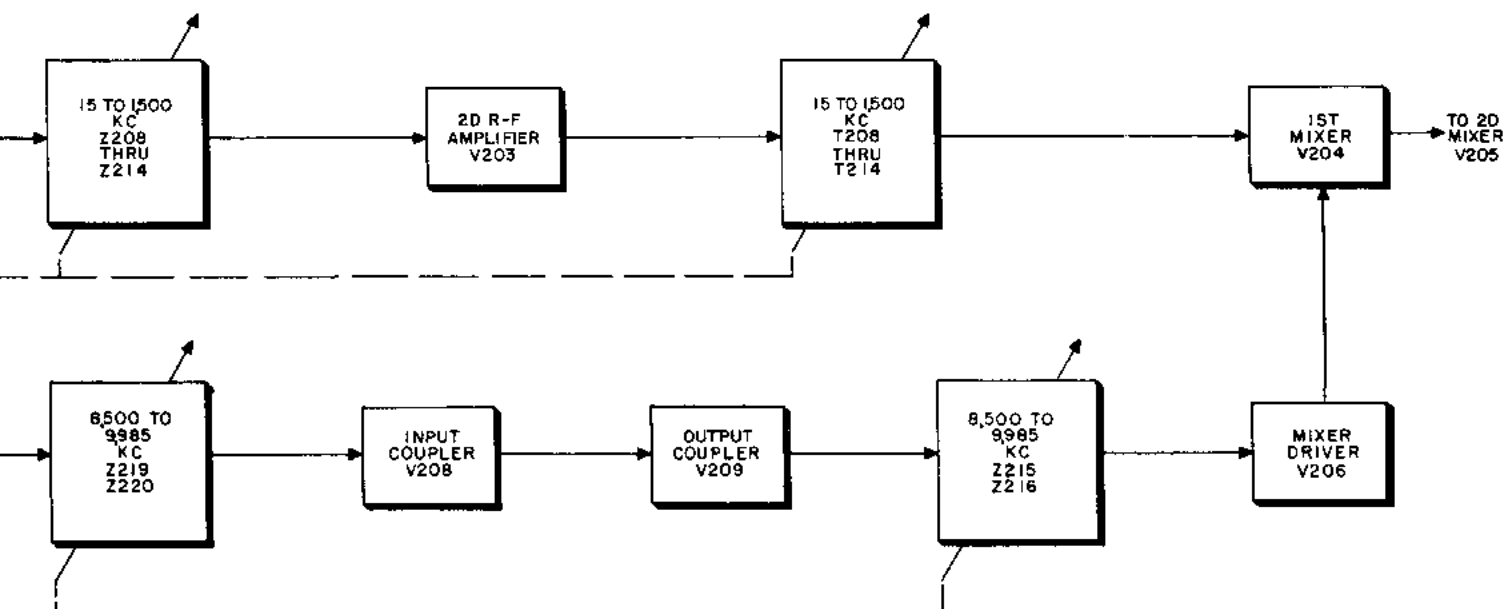 15 TO 1,500
KC
Z208
THRU
Z214
2D R-F
AMPLIFIER
V203
15 TO 1,500
KC
T208
THRU
T214
1ST
MIXER
V204
TO 2D
MIXER
V205
8,500 TO
9,985
KC
Z219
Z220
INPUT
COUPLER
V208
OUTPUT
COUPLER
V209
8,500 TO
9,985
KC
Z215
Z216
MIXER
DRIVER
V206